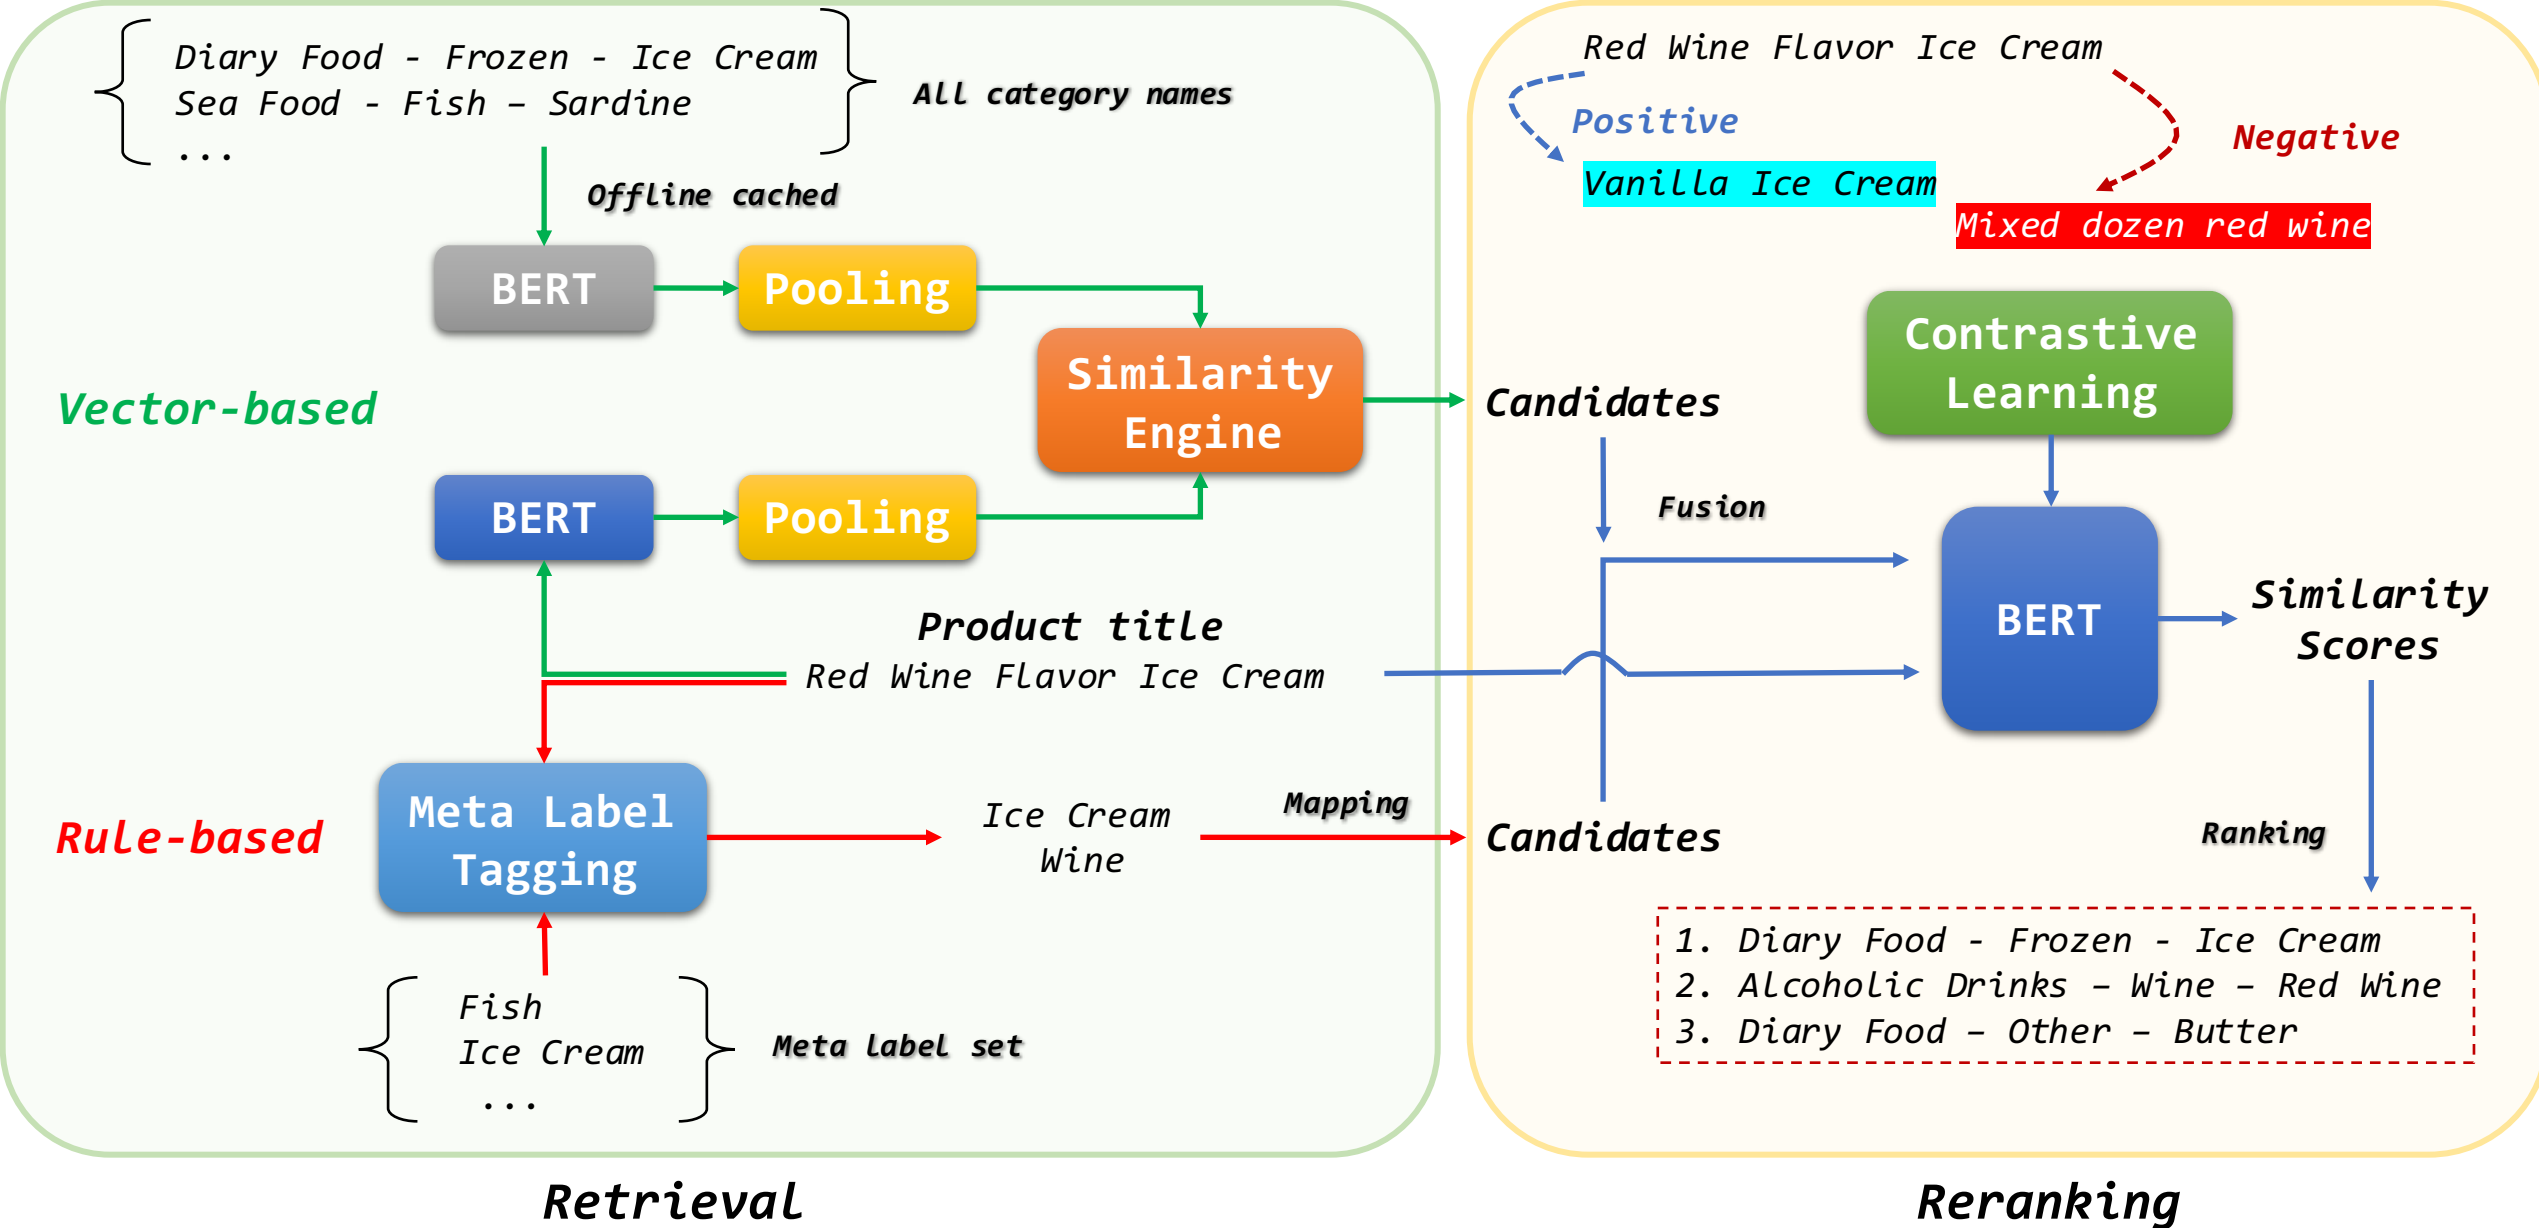 Diary Food - Frozen - Ice Cream
Sea Food - Fish – Sardine
...
All category names
Offline cached
BERT
Pooling
Similarity
Engine
Vector-based
BERT
Pooling
Product title
Red Wine Flavor Ice Cream
Rule-based
Meta Label
Tagging
Ice Cream
Wine
Mapping
Fish
Ice Cream
...
Meta label set
Retrieval
Red Wine Flavor Ice Cream
Positive
Negative
Vanilla Ice Cream
Mixed dozen red wine
Contrastive
Learning
Candidates
Fusion
BERT
Similarity
Scores
Candidates
Ranking
1. Diary Food - Frozen - Ice Cream
2. Alcoholic Drinks – Wine – Red Wine
3. Diary Food – Other – Butter
Reranking